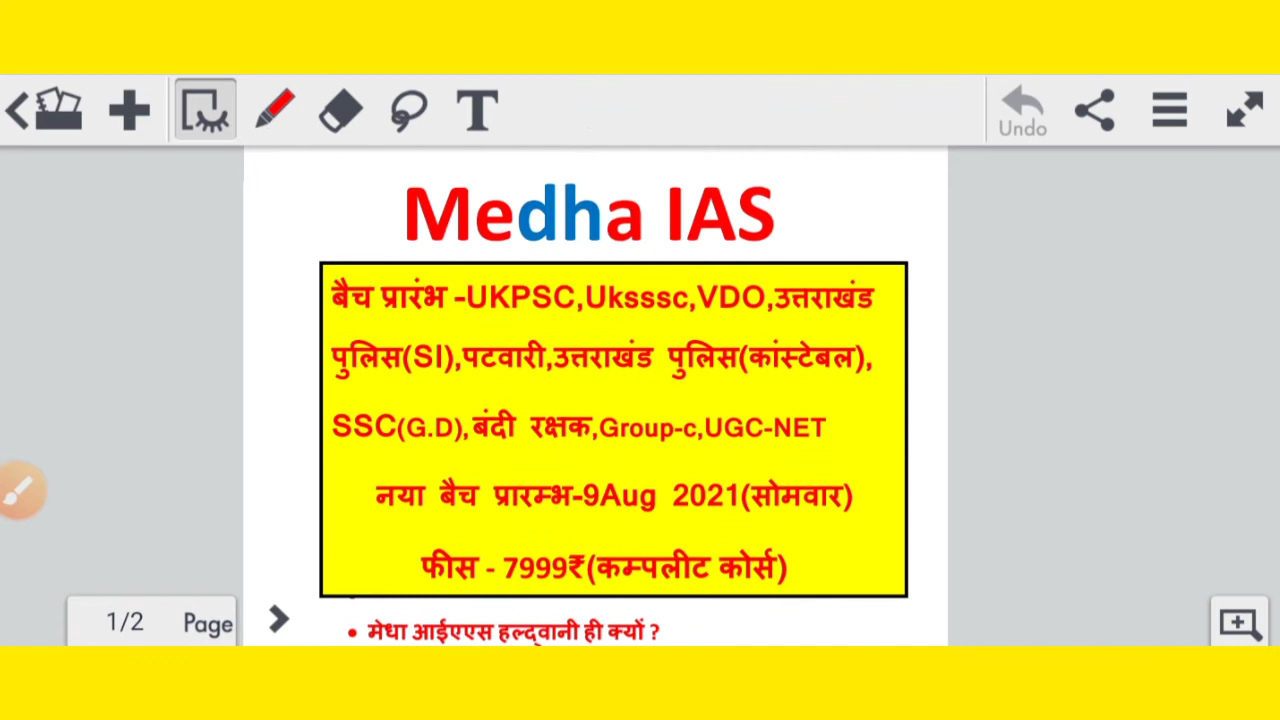 T
Undo
Medha IAS
बैच प्रारंभ -UKPSC,Uksssc,VDO,उत्तराखंड
पुलिस(SI),पटवारी,उत्तराखंड पुलिस(कांस्टेबल),
SSC(G.D),बंदी रक्षक,Group-c,UGC-NET
नया बैच प्रारम्भ-9Aug 2021(सोमवार)
फीस - 7999₹(कम्पलीट कोर्स)
1/2 Page
• मेधा आईएएस हल्द्वानी ही क्यों ?